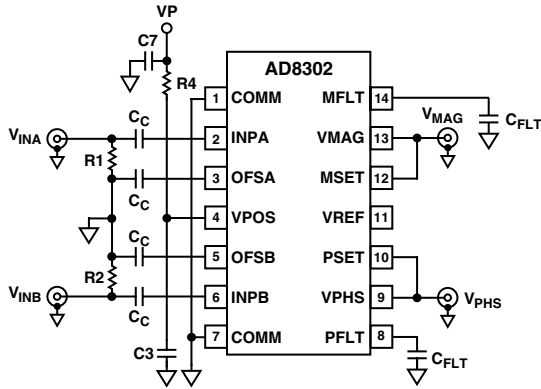 VP
C7
R4
AD8302
1 COMM MFLT 14
C_C V_MAG
V_INA 2 INPA VMAG 13 C_FLT
R1
3 OFSA MSET 12
C_C
4 VPOS VREF 11
C_C
5 OFSB PSET 10
R2
V_INB 6 INPB VPHS 9 V_PHS
C_C
7 COMM PFLT 8
C3 C_FLT